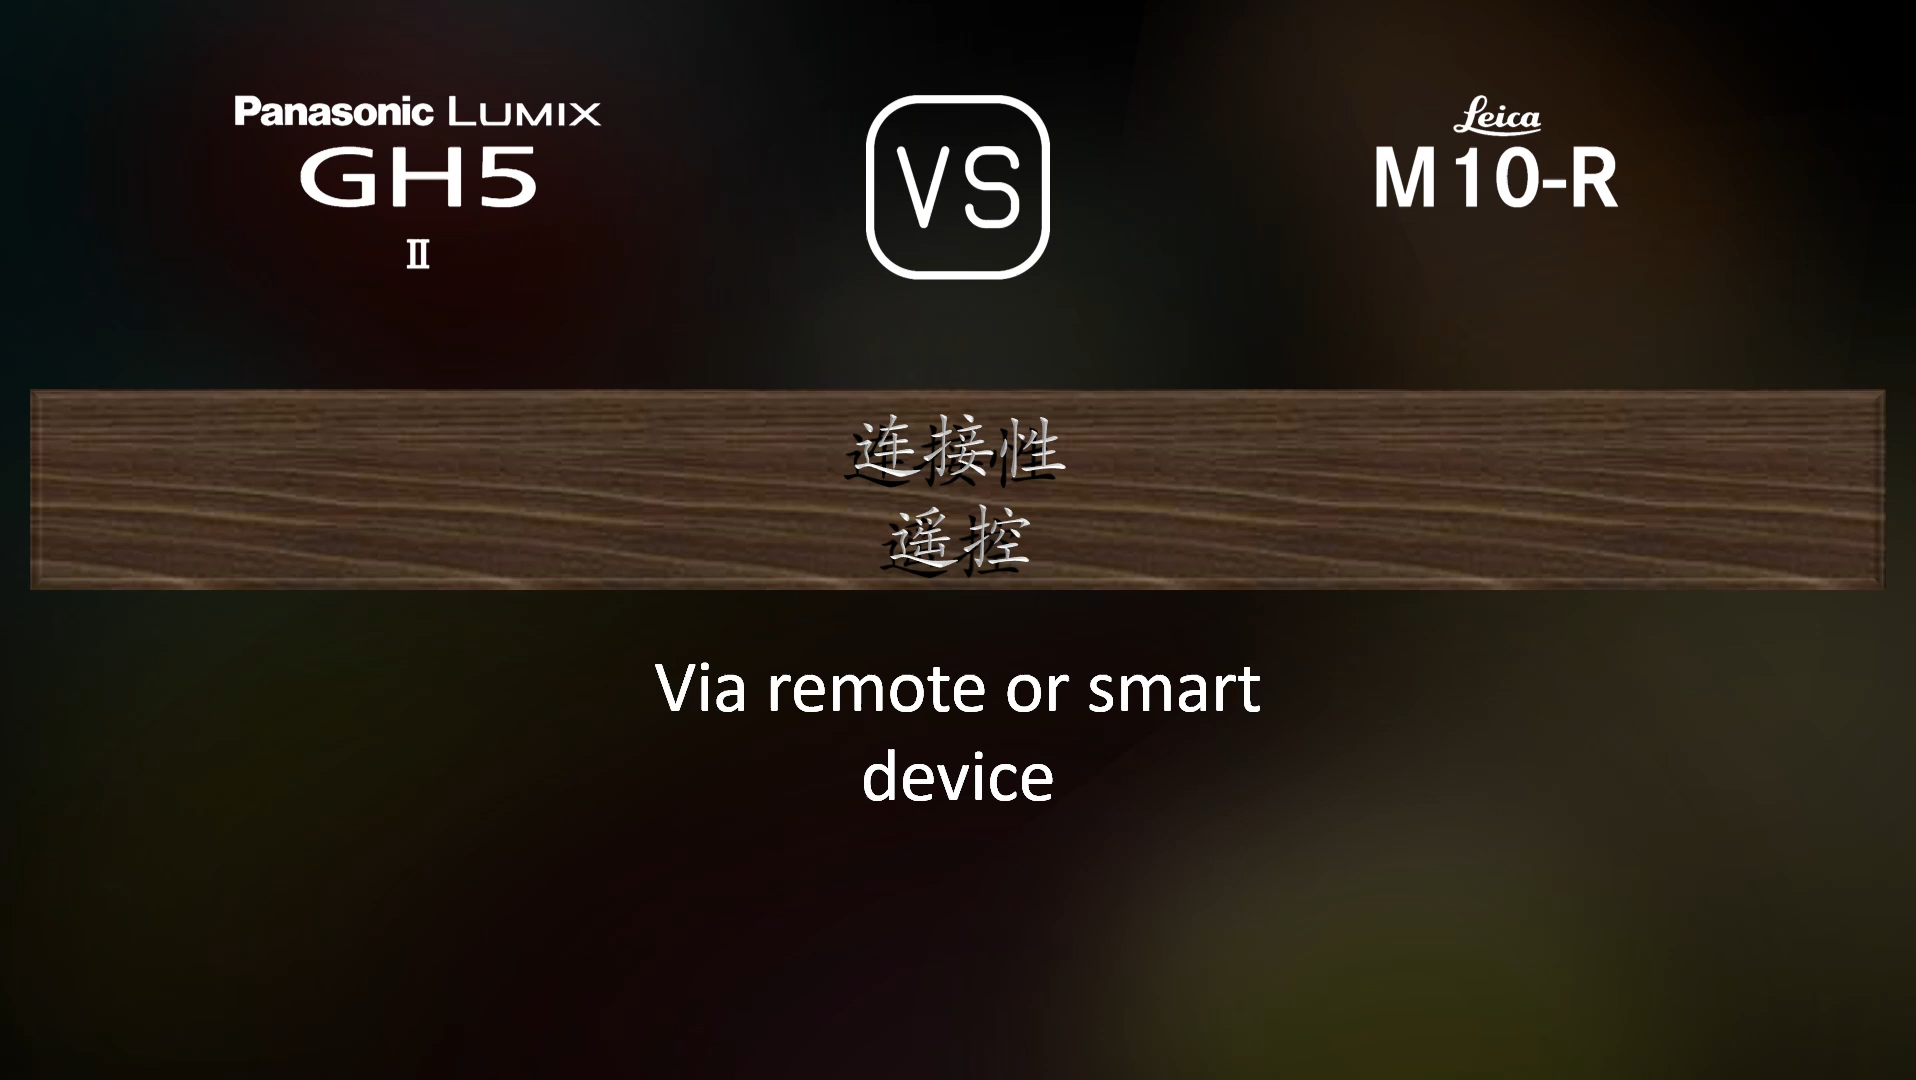 Panasonic LUMIX
GH5
II
VS
Leica
M10-R
连接性
遥控
Via remote or smart
device